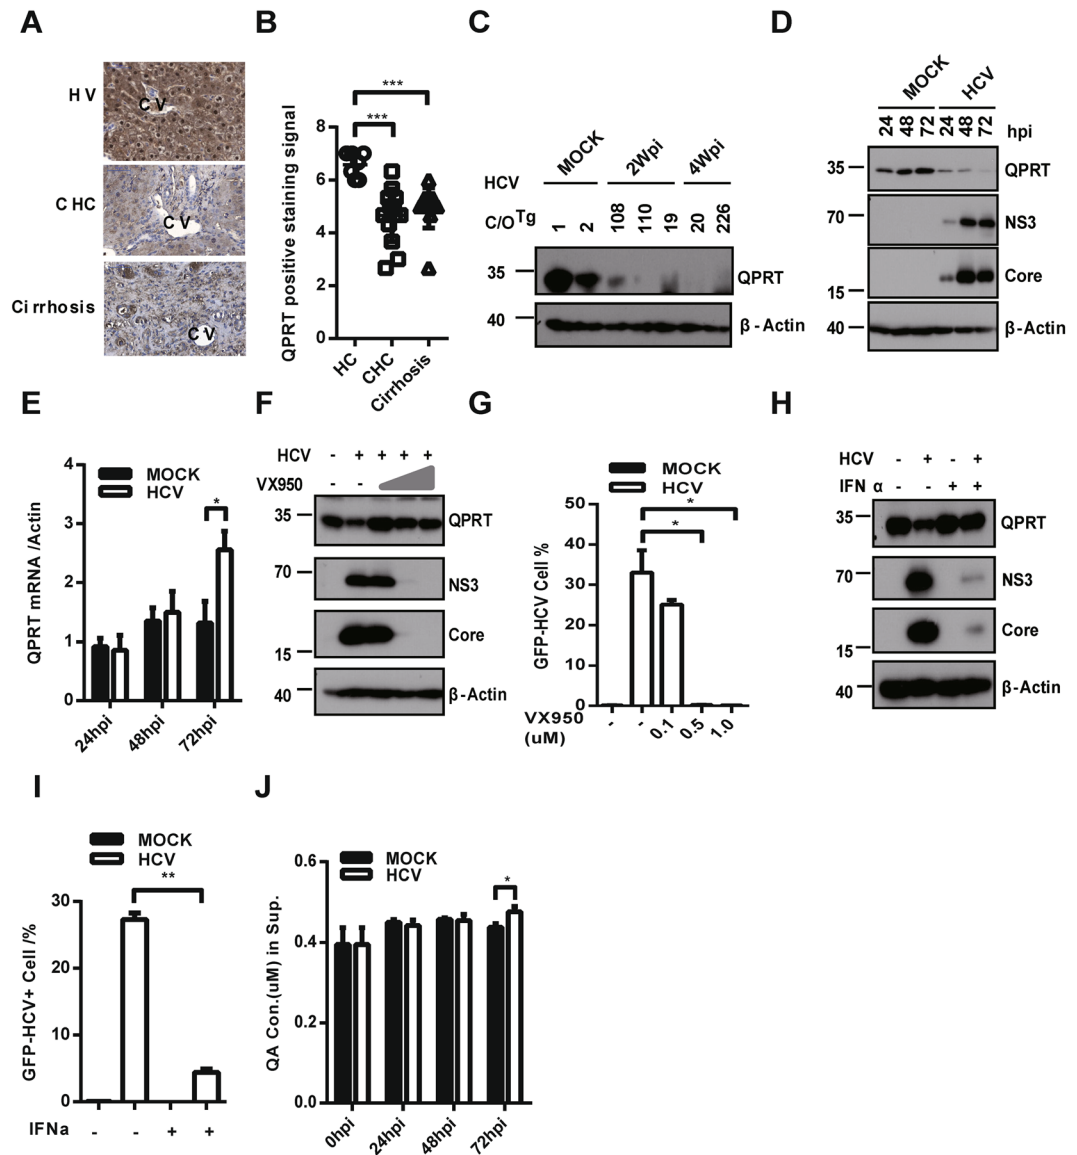 A
H V
C V
C HC
C V
Ci rrhosis
C V
B
QPRT positive staining signal
***
***
8
6
4
2
0
HC
CHC
Cirrhosis
C
MOCK
2Wpi
4Wpi
HCV
C/OTg
1
2
108
110
19
20
226
35
QPRT
40
β - Actin
D
MOCK
HCV
24
48
72
24
48
72
hpi
35
QPRT
70
NS3
Core
15
40
β-Actin
E
QPRT mRNA /Actin
MOCK
HCV
*
4
3
2
1
0
24hpi
48hpi
72hpi
F
HCV - + + + +
VX950 - -
35
QPRT
70
NS3
Core
15
40
β-Actin
G
MOCK
HCV
GFP-HCV Cell %
*
*
50
40
30
20
10
0
VX950
(uM)
- - 0.1 0.5 1.0
H
HCV - + - +
IFN α - - + +
35
QPRT
70
NS3
Core
15
40
β-Actin
I
MOCK
HCV
**
GFP-HCV+ Cell /%
30
20
10
0
IFNa - - + +
J
MOCK
HCV
*
QA Con.(uM) in Sup.
0.6
0.4
0.2
0.0
0hpi
24hpi
48hpi
72hpi